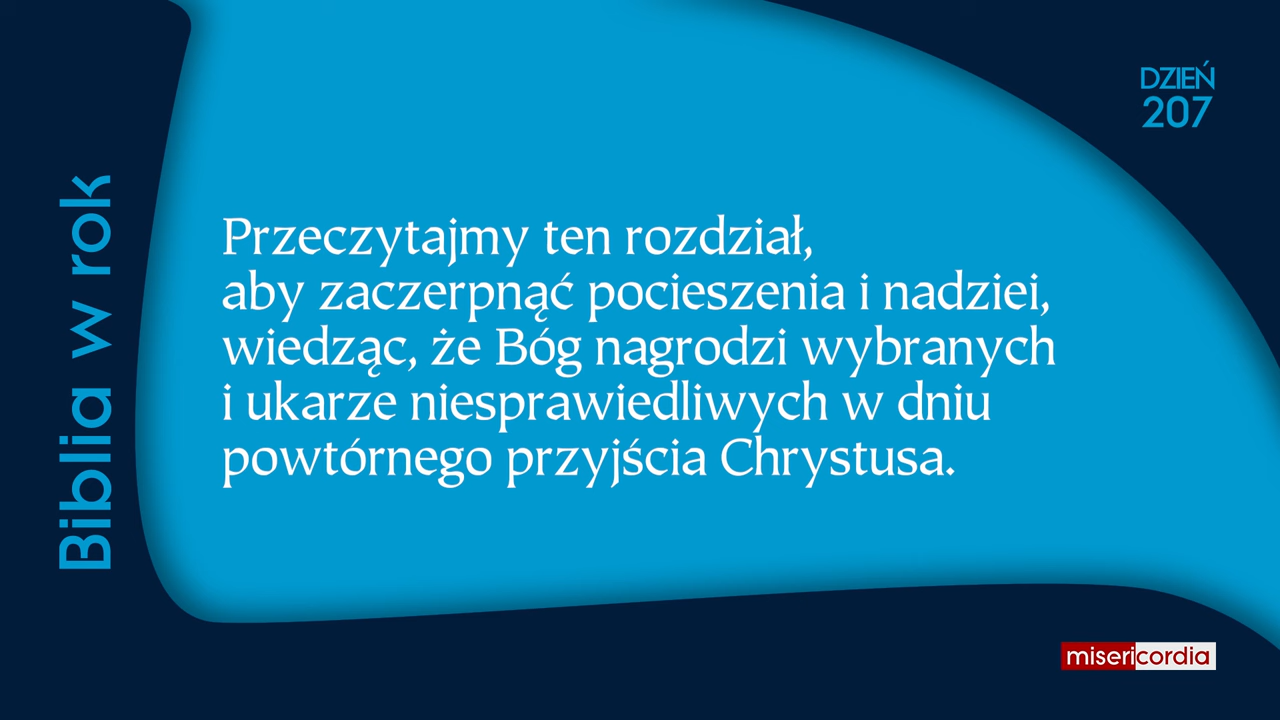 Biblia w rok
DZIEŃ
207
Przeczytajmy ten rozdział,
aby zaczerpnąć pocieszenia i nadziei,
wiedząc, że Bóg nagrodzi wybranych
i ukarze niesprawiedliwych w dniu
powtórnego przyjścia Chrystusa.
misericordia